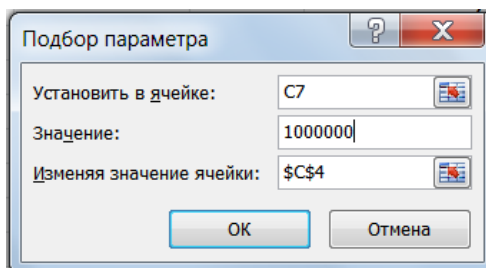 Подбор параметра
Установить в ячейке: C7
Значение: 1000000
Изменяя значение ячейки: $C$4
ОК Отмена